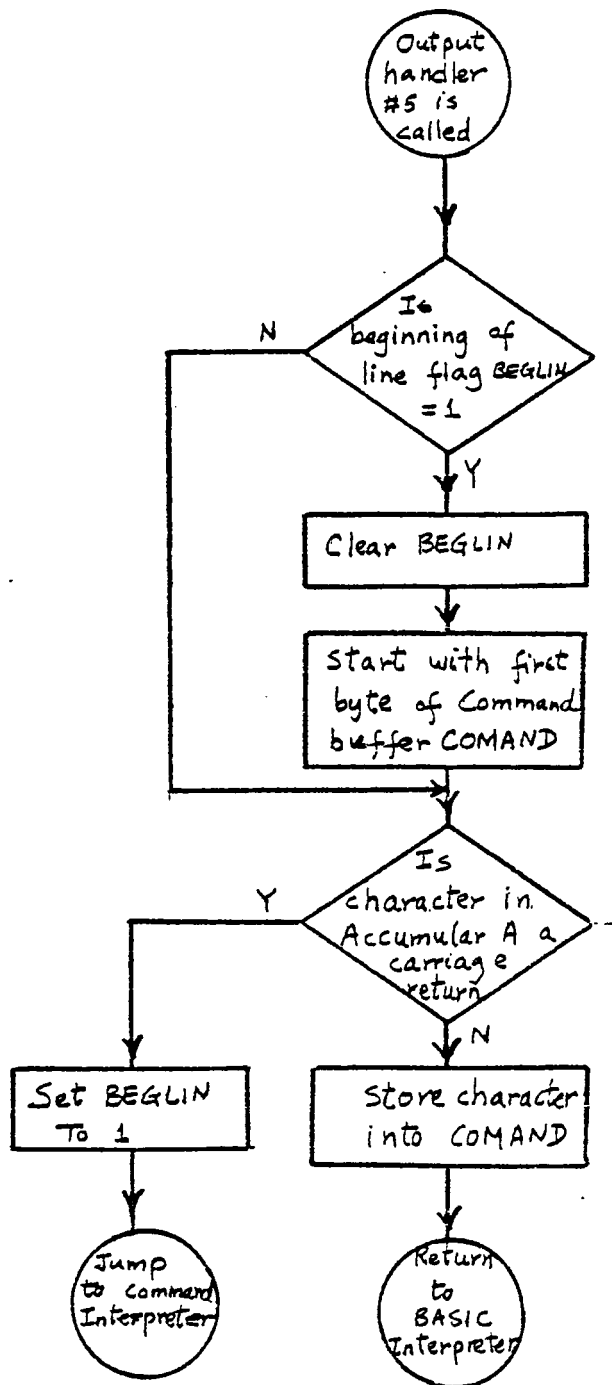 Output
handler
#5 is
called
Is
beginning of
line flag BEGLIN
= 1
N
Y
Clear BEGLIN
Start with first
byte of Command
buffer COMAND
Is
character in
Accumular A a
carriage
return
Y
N
Set BEGLIN
To 1
Store character
into COMAND
Jump
to Command
Interpreter
Return
to
BASIC
Interpreter